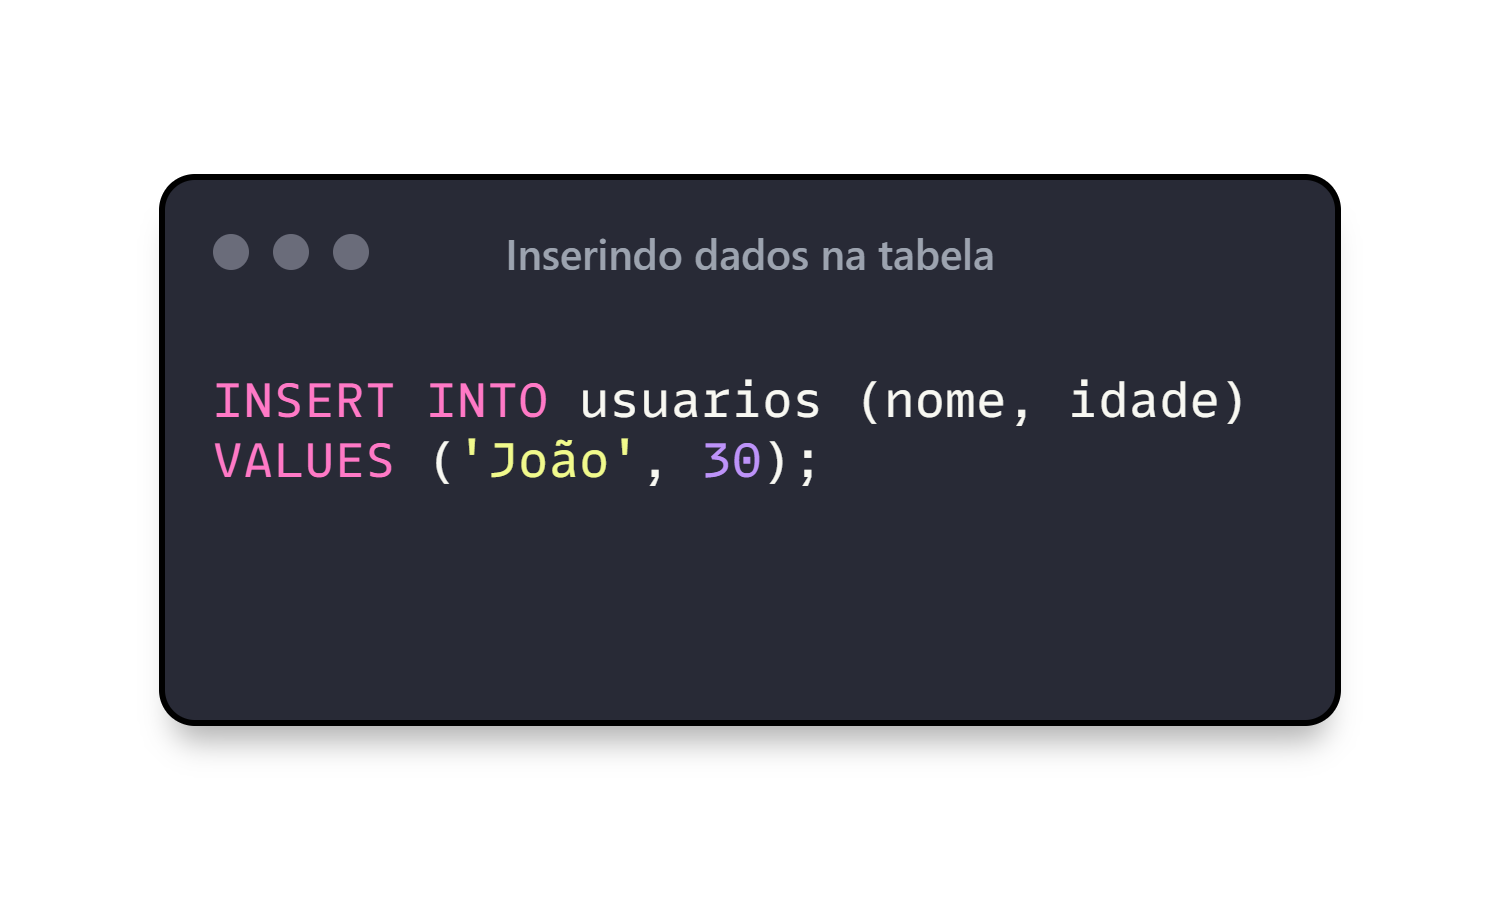 Inserindo dados na tabela
INSERT INTO usuarios (nome, idade)
VALUES ('João', 30);